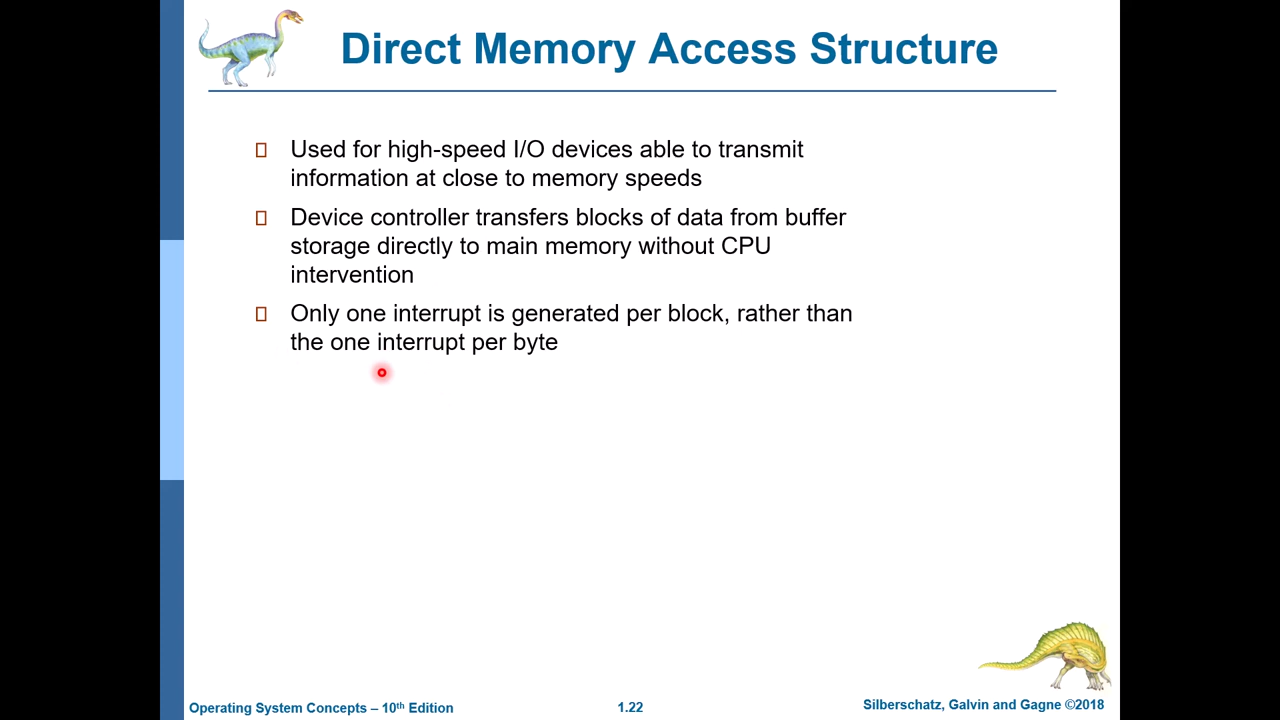 Direct Memory Access Structure
Used for high-speed I/O devices able to transmit
information at close to memory speeds
Device controller transfers blocks of data from buffer
storage directly to main memory without CPU
intervention
Only one interrupt is generated per block, rather than
the one interrupt per byte
Operating System Concepts – 10th Edition
1.22
Silberschatz, Galvin and Gagne ©2018